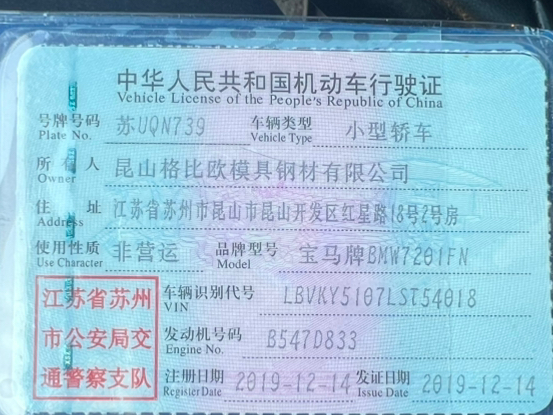 中华人民共和国机动车行驶证
Vehicle License of the People's Republic of China
号牌号码 苏UQN739 车辆类型 小型轿车
Plate No. Vehicle Type
所有人 昆山格比欧模具钢材有限公司
Owner
住址 江苏省苏州市昆山市昆山开发区红星路18号2号房
Address
使用性质 非营运 品牌型号 宝马牌BMW7201FN
Use Character Model
江苏省苏州
市公安局交
通警察支队
车辆识别代号 LBVKY5107LST54018
VIN
发动机号码 B547D833
Engine No.
注册日期 2019-12-14 发证日期 2019-12-14
Register Date Issue Date